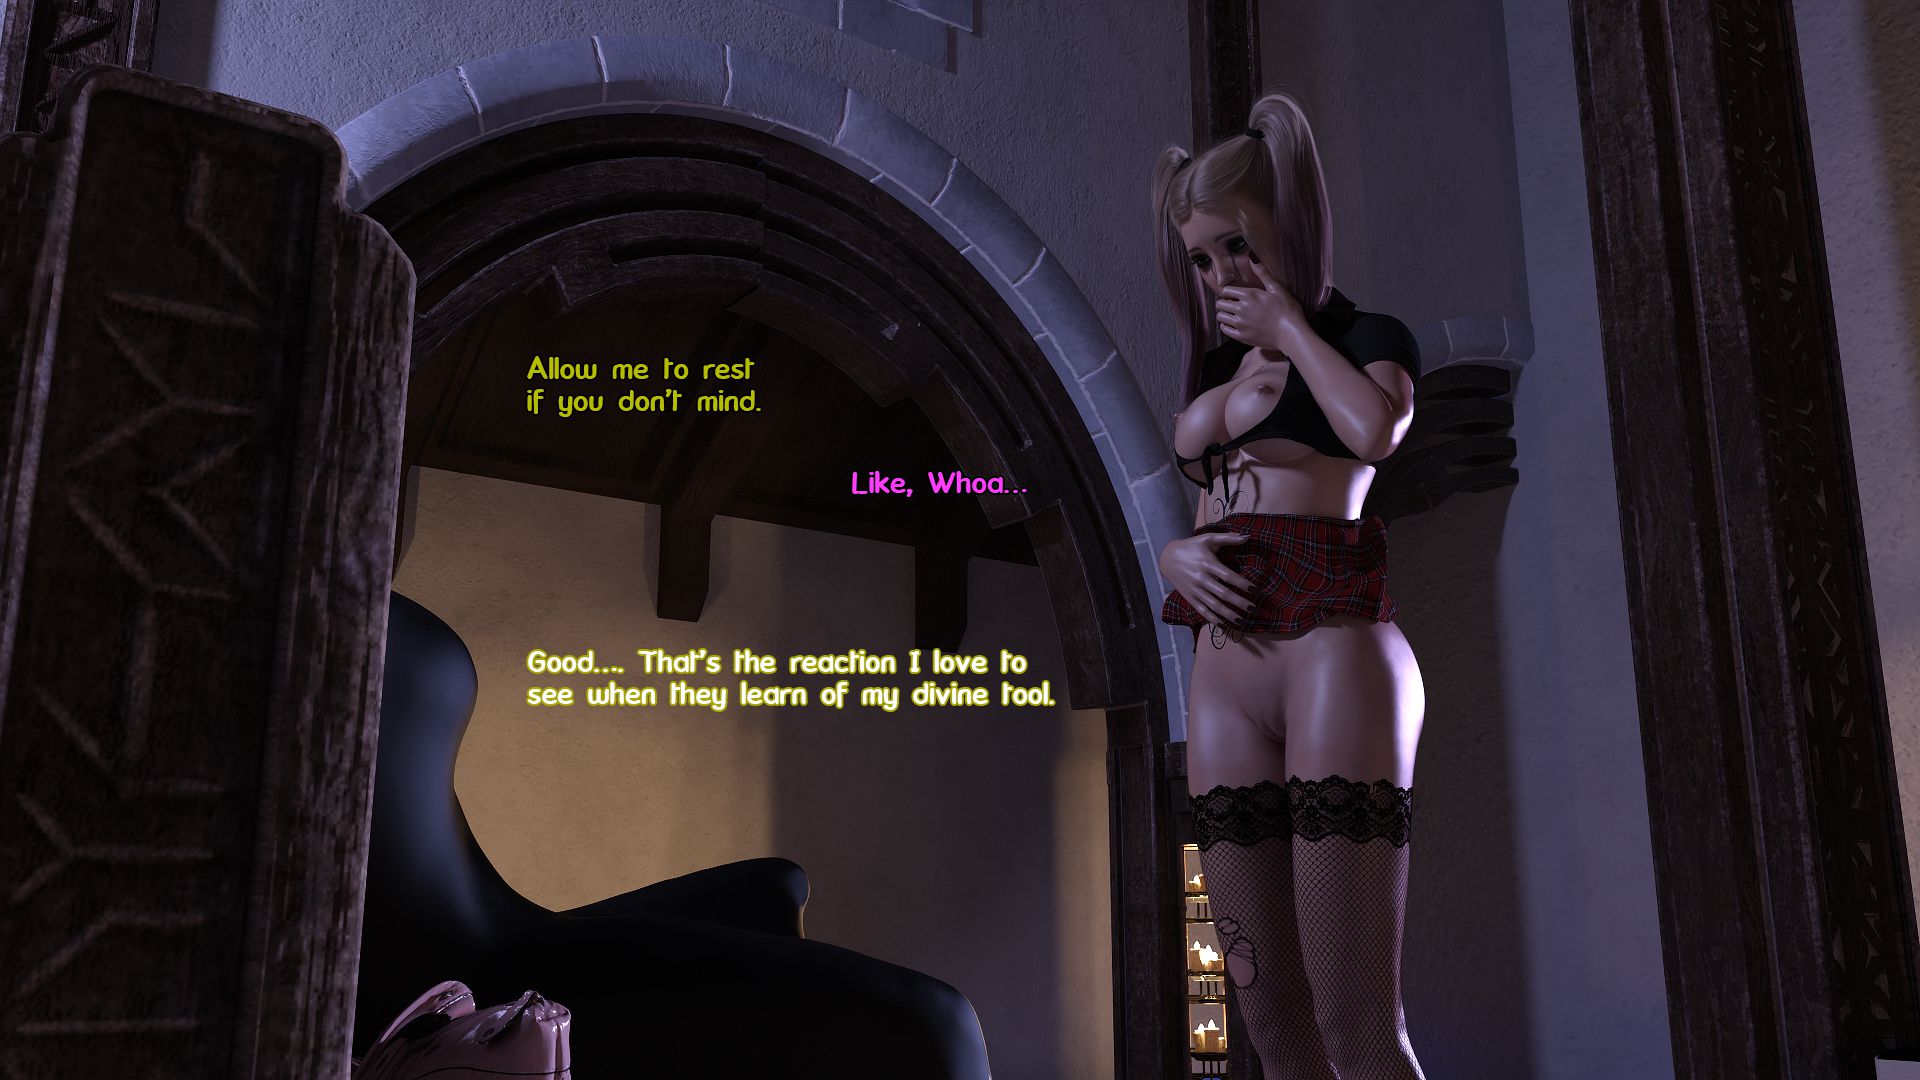 Allow me to rest
if you don't mind.
Like, Whoa...
Good.... That's the reaction I love to
see when they learn of my divine tool.